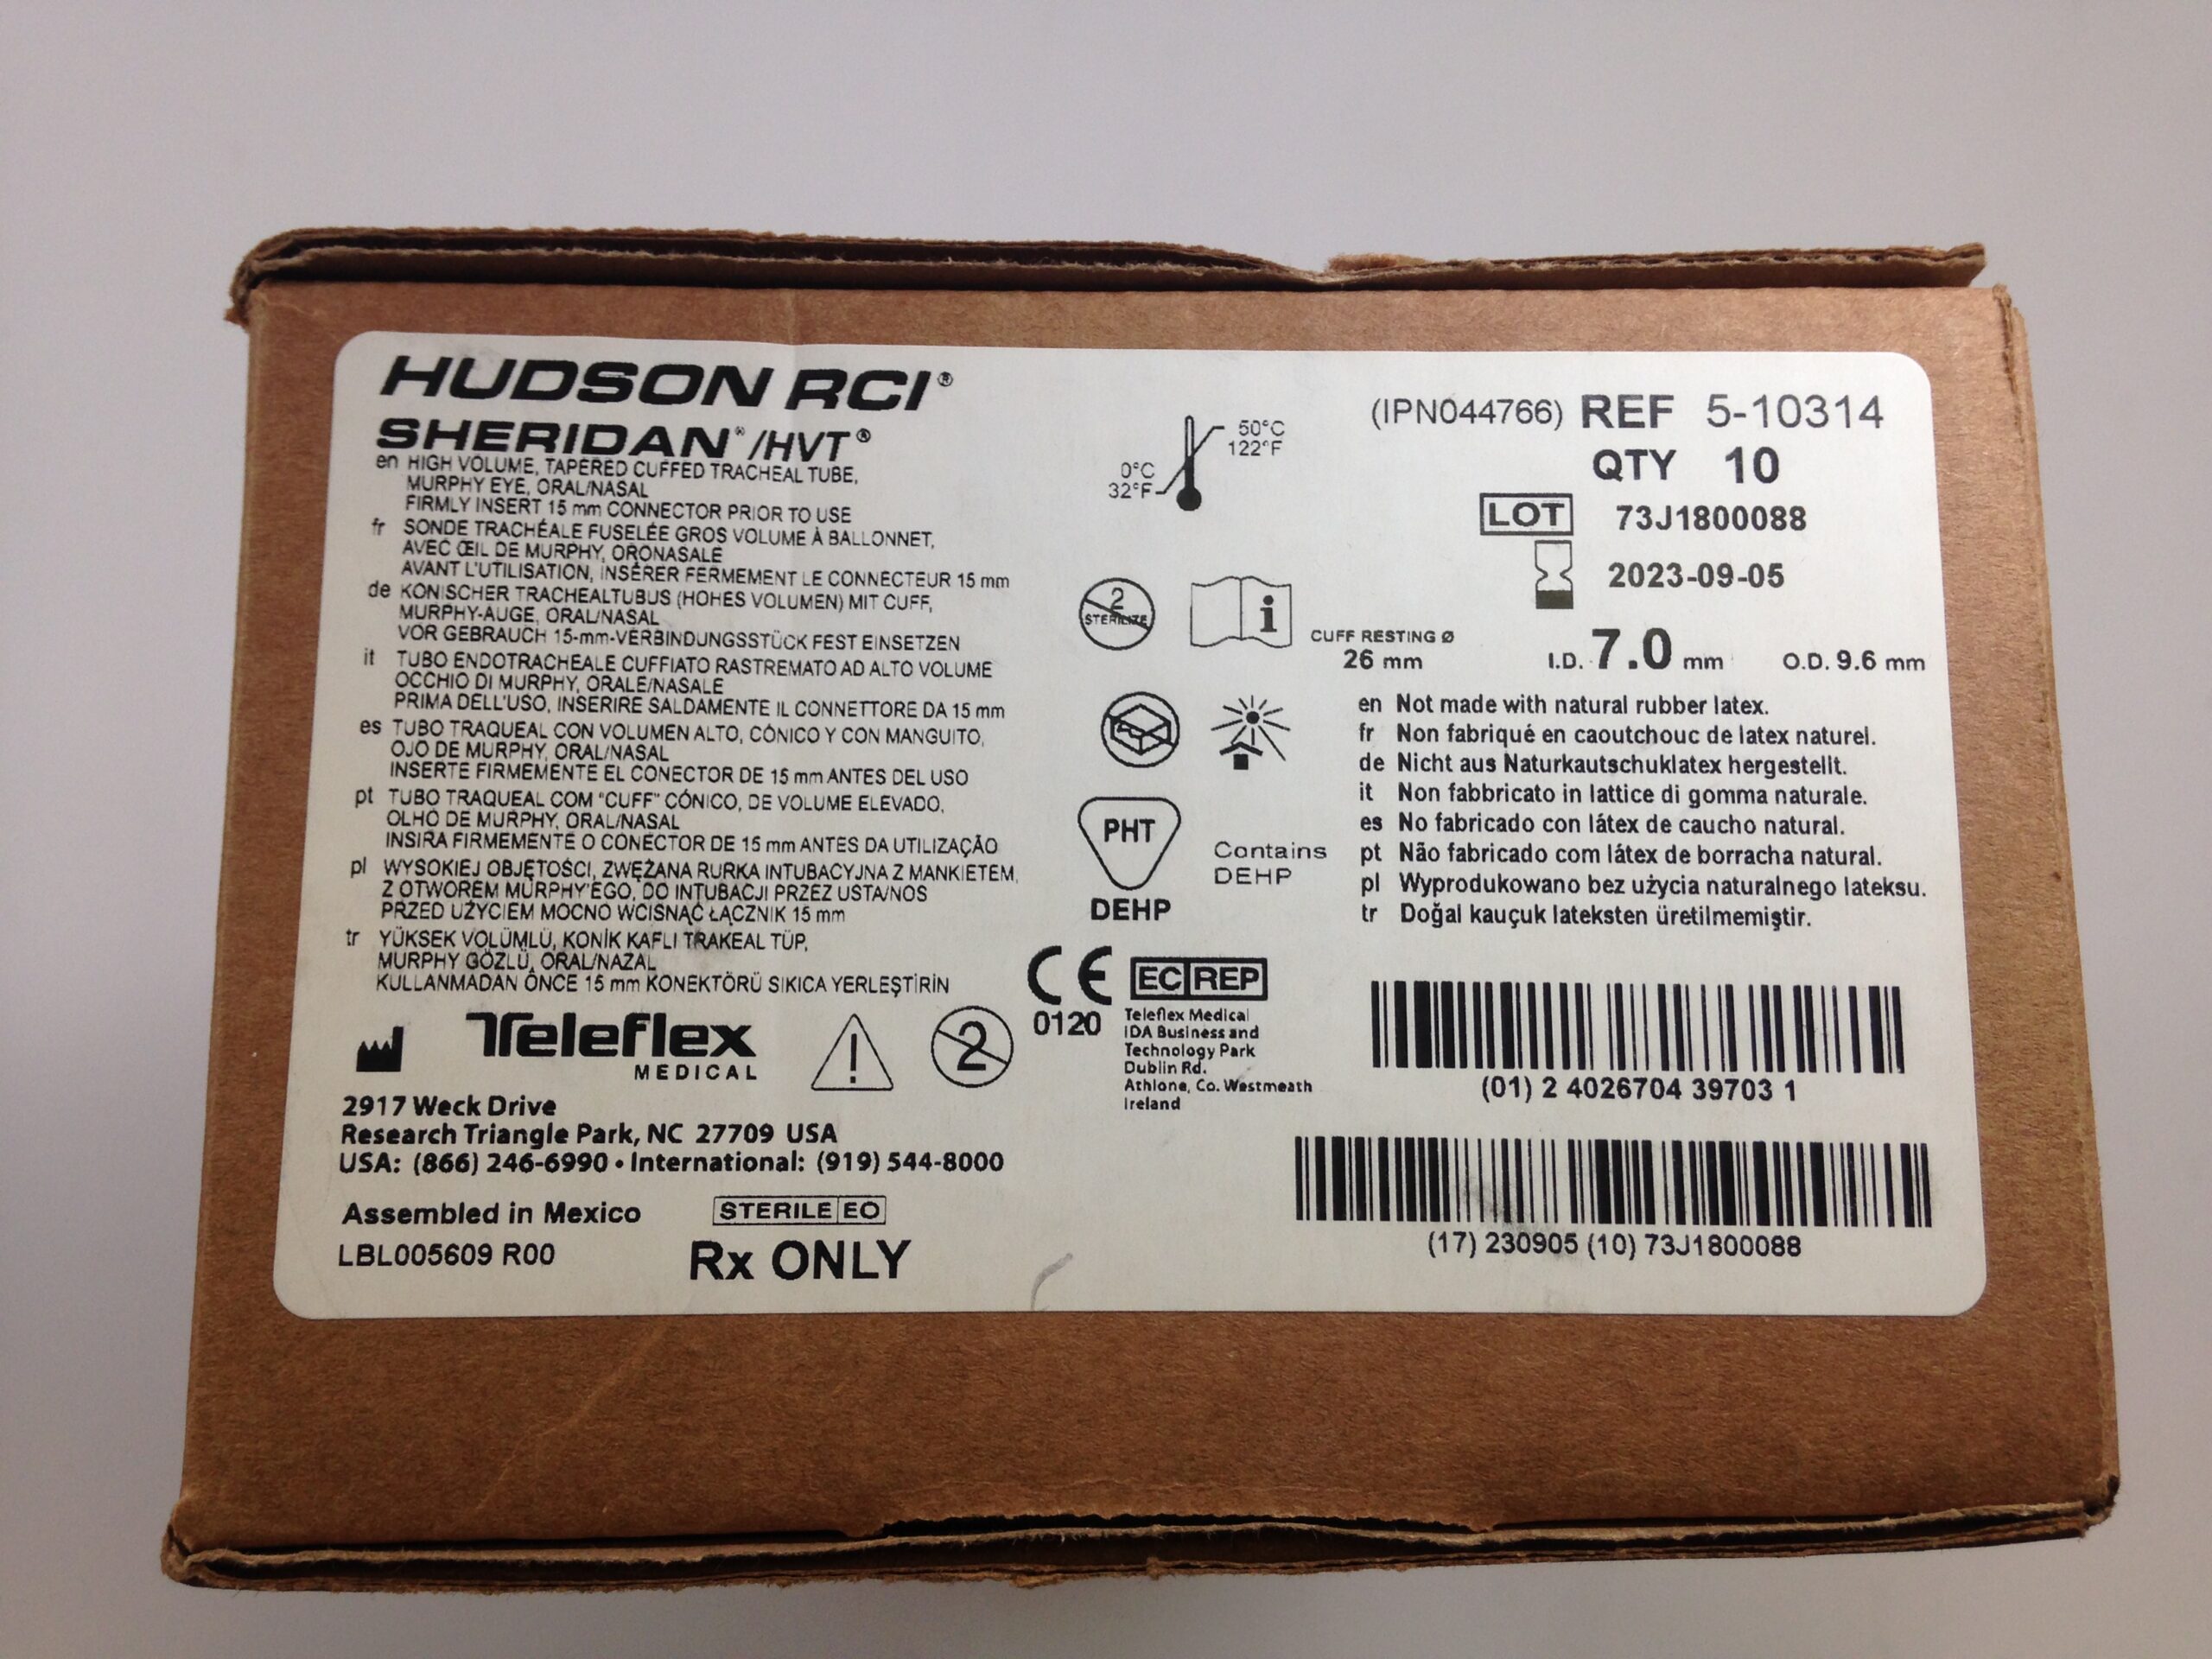 HUDSON RCI®
SHERIDAN®/HVT®
en HIGH VOLUME, TAPERED CUFFED TRACHEAL TUBE,
MURPHY EYE, ORAL/NASAL
FIRMLY INSERT 15 mm CONNECTOR PRIOR TO USE
fr SONDE TRACHÉALE FUSELÉE GROS VOLUME À BALLONNET,
AVEC ŒIL DE MURPHY, ORONASALE
AVANT L'UTILISATION, INSÉRER FERMEMENT LE CONNECTEUR 15 mm
de KONISCHER TRACHEALTUBUS (HOHES VOLUMEN) MIT CUFF,
MURPHY-AUGE, ORAL/NASAL
VOR GEBRAUCH 15-mm-VERBINDUNGSSTÜCK FEST EINSETZEN
it TUBO ENDOTRACHEALE CUFFIATO RASTREMATO AD ALTO VOLUME
OCCHIO DI MURPHY, ORALE/NASALE
PRIMA DELL'USO, INSERIRE SALDAMENTE IL CONNETTORE DA 15 mm
es TUBO TRAQUEAL CON VOLUMEN ALTO, CÓNICO Y CON MANGUITO,
OJO DE MURPHY, ORAL/NASAL
INSERTE FIRMEMENTE EL CONECTOR DE 15 mm ANTES DEL USO
pt TUBO TRAQUEAL COM "CUFF" CÓNICO, DE VOLUME ELEVADO,
OLHO DE MURPHY, ORAL/NASAL
INSIRA FIRMEMENTE O CONECTOR DE 15 mm ANTES DA UTILIZAÇÃO
pl WYSOKIEJ OBJĘTOŚCI, ZWĘŻANA RURKA INTUBACYJNA Z MANKIETEM,
Z OTWOREM MURPHY'EGO, DO INTUBACJI PRZEZ USTA/NOS
PRZED UŻYCIEM MOCNO WCISNĄĆ ŁĄCZNIK 15 mm
tr YÜKSEK VOLÜMLÜ, KONİK KAFLI TRAKEAL TÜP,
MURPHY GÖZLÜ, ORAL/NAZAL
KULLANMADAN ÖNCE 15 mm KONEKTÖRÜ SIKICA YERLEŞTİRİN
Teleflex
MEDICAL
2
2917 Weck Drive
Research Triangle Park, NC 27709 USA
USA: (866) 246-6990 • International: (919) 544-8000
Assembled in Mexico
STERILE EO
LBL005609 R00
Rx ONLY
50°C
122°F
0°C
32°F
2
STERILIZE
i
PHT
DEHP
Contains
DEHP
CE
0120
EC REP
Teleflex Medical
IDA Business and
Technology Park
Dublin Rd.
Athlone, Co. Westmeath
Ireland
(IPN044766) REF 5-10314
QTY 10
LOT 73J1800088
2023-09-05
CUFF RESTING Ø
26 mm
I.D. 7.0 mm O.D. 9.6 mm
en Not made with natural rubber latex.
fr Non fabriqué en caoutchouc de latex naturel.
de Nicht aus Naturkautschuklatex hergestellt.
it Non fabbricato in lattice di gomma naturale.
es No fabricado con látex de caucho natural.
pt Não fabricado com látex de borracha natural.
pl Wyprodukowano bez użycia naturalnego lateksu.
tr Doğal kauçuk lateksten üretilmemiştir.
(01) 2 4026704 39703 1
(17) 230905 (10) 73J1800088